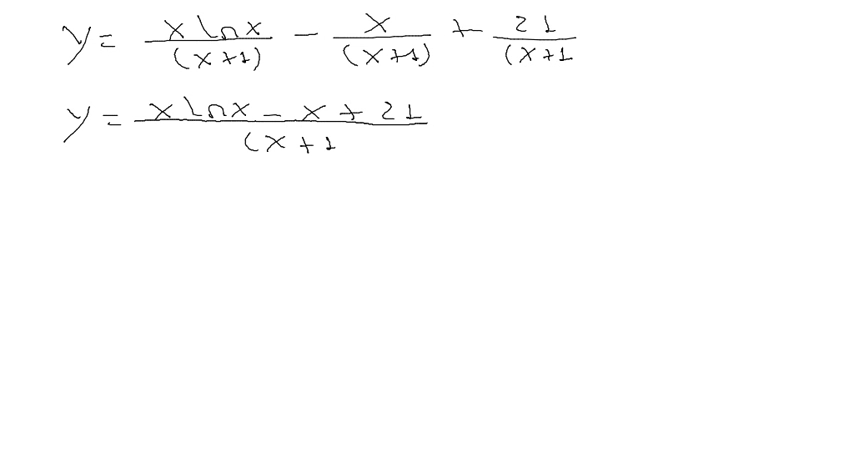 y = x ln x / (x+1) - x / (x+1) + 21 / (x+1
y = x ln x - x + 21 / (x+1